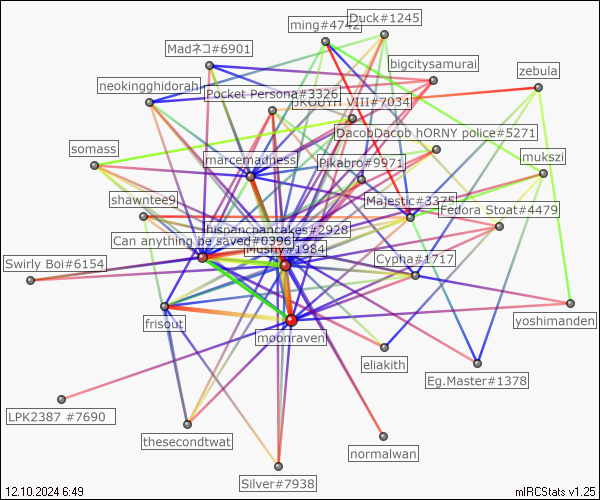 ming#4742
Duck#1245
Madネコ#6901
bigcitysamurai
zebula
neokingghidorah
Pocket Persona#3326
VIII#7034
DacobDacob hORNY police#5271
somass
marcemadness
Pikabro#9971
mukszi
shawntee9
Majestic#3375
Fedora Stoat#4479
hispancpancakes#2928
Can anything be saved#0396
Mushy#1984
Swirly Boi#6154
Cypha#1717
frisout
moonraven
yoshimanden
eliakith
Eg.Master#1378
LPK2387 #7690
thesecondtwat
normalwan
Silver#7938
12.10.2024 6:49
mIRCStats v1.25